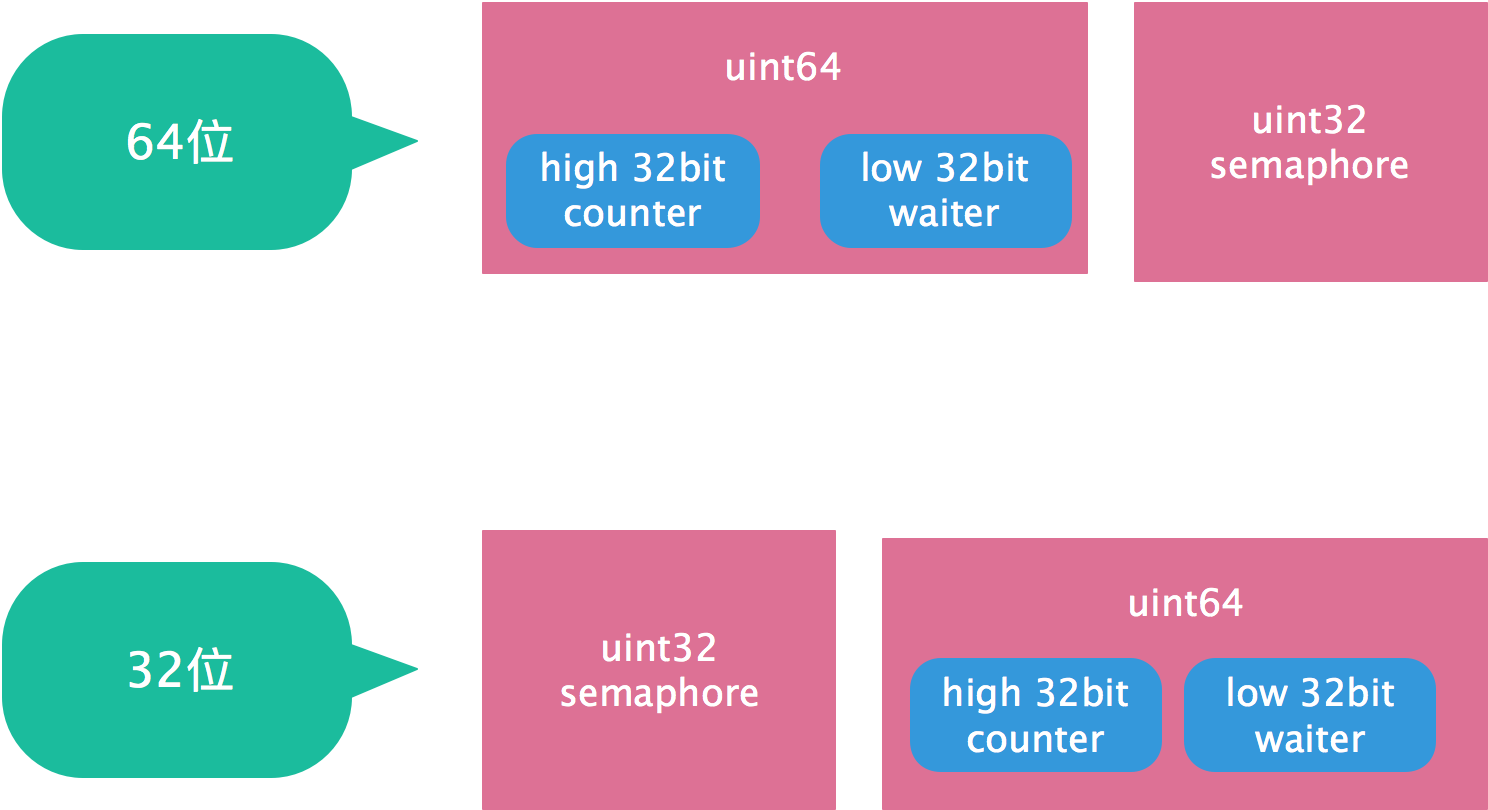 64位
uint64
high 32bit
counter
low 32bit
waiter
uint32
semaphore
32位
uint32
semaphore
uint64
high 32bit
counter
low 32bit
waiter